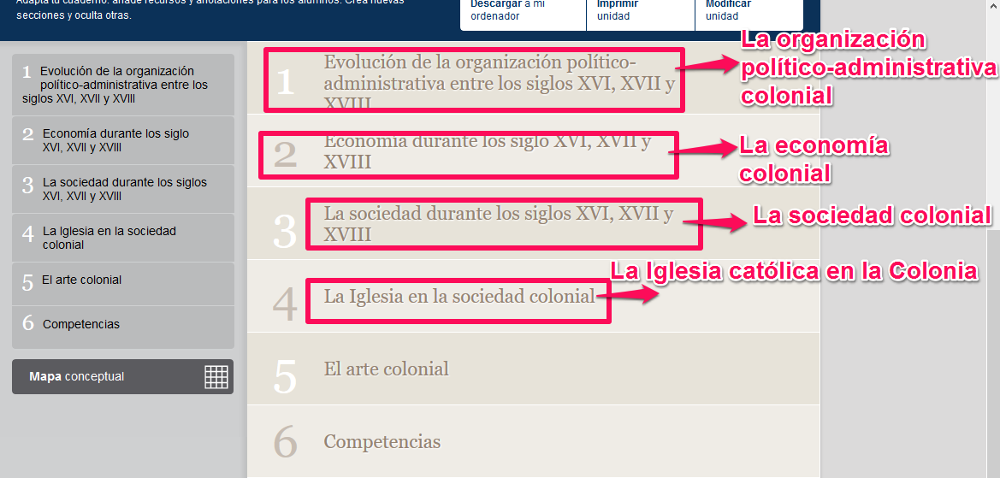 Adapta tu cuaderno: añade recursos y anotaciones para los alumnos. Crea nuevas
secciones y oculta otras.
Descargar a mi
ordenador
Imprimir
unidad
Modificar
unidad
1 Evolución de la organización
político-administrativa entre los
siglos XVI, XVII y XVIII
2 Economía durante los siglo
XVI, XVII y XVIII
3 La sociedad durante los siglos
XVI, XVII y XVIII
4 La Iglesia en la sociedad
colonial
5 El arte colonial
6 Competencias
Mapa conceptual
1 Evolución de la organización político-
administrativa entre los siglos XVI, XVII y
XVIII
La organización
político-administrativa
colonial
2 Economía durante los siglo XVI, XVII y
XVIII
La economía
colonial
3 La sociedad durante los siglos XVI, XVII y
XVIII
La sociedad colonial
4 La Iglesia en la sociedad colonial
La Iglesia católica en la Colonia
5 El arte colonial
6 Competencias